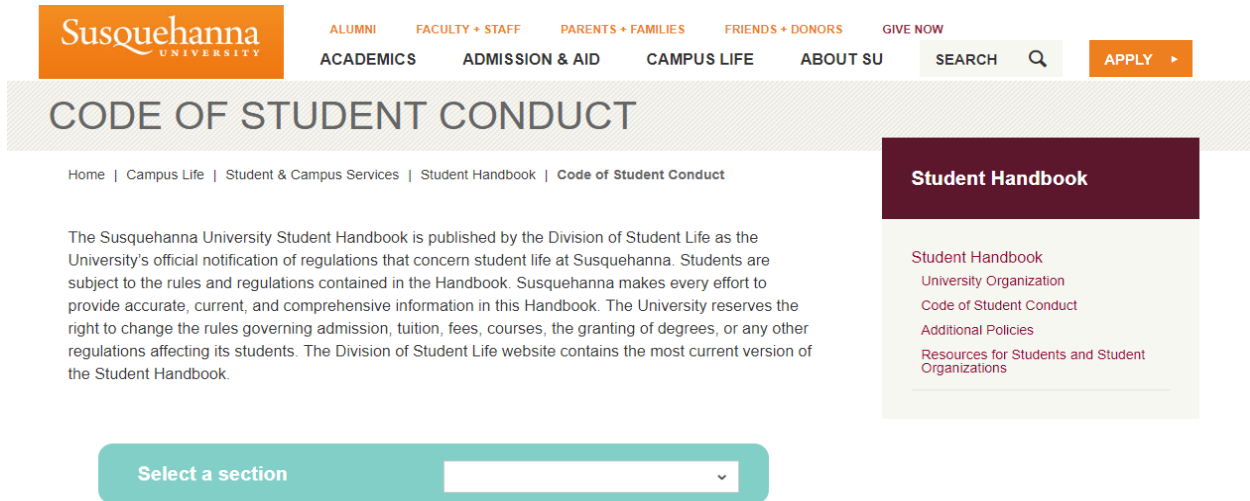 Susquehanna
UNIVERSITY
ALUMNI FACULTY + STAFF PARENTS + FAMILIES FRIENDS + DONORS GIVE NOW
ACADEMICS ADMISSION & AID CAMPUS LIFE ABOUT SU SEARCH APPLY
CODE OF STUDENT CONDUCT
Home | Campus Life | Student & Campus Services | Student Handbook | Code of Student Conduct
The Susquehanna University Student Handbook is published by the Division of Student Life as the
University's official notification of regulations that concern student life at Susquehanna. Students are
subject to the rules and regulations contained in the Handbook. Susquehanna makes every effort to
provide accurate, current, and comprehensive information in this Handbook. The University reserves the
right to change the rules governing admission, tuition, fees, courses, the granting of degrees, or any other
regulations affecting its students. The Division of Student Life website contains the most current version of
the Student Handbook.
Select a section
Student Handbook
Student Handbook
University Organization
Code of Student Conduct
Additional Policies
Resources for Students and Student
Organizations